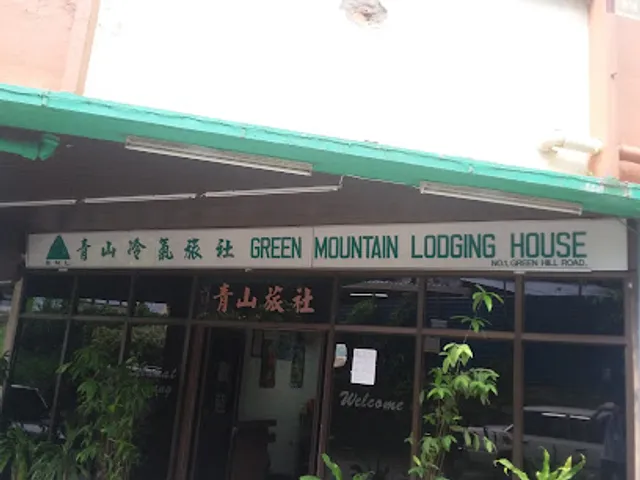 青山冷氣旅社 GREEN MOUNTAIN LODGING HOUSE
NO.1, GREEN HILL ROAD.
青山旅社
Welcome